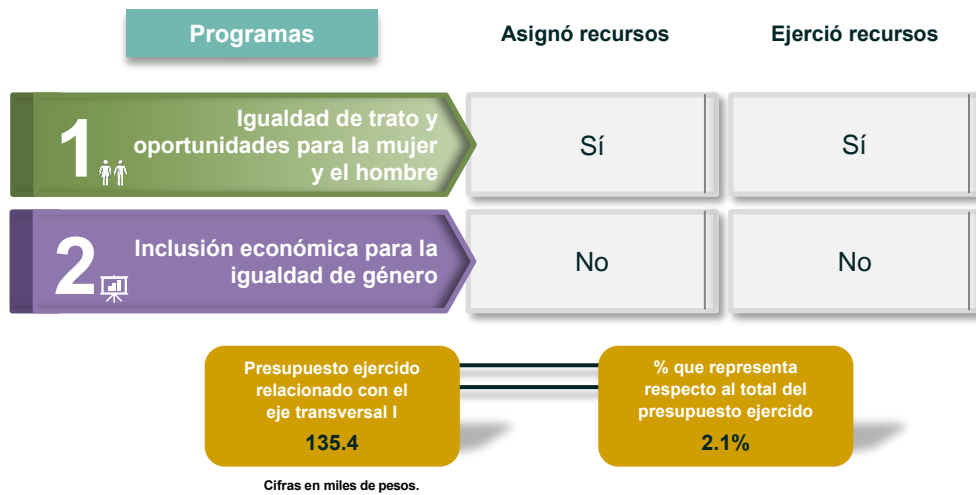 Programas
Asignó recursos
Ejerció recursos
1
Igualdad de trato y
oportunidades para la mujer
y el hombre
Sí
Sí
2
Inclusión económica para la
igualdad de género
No
No
Presupuesto ejercido
relacionado con el
eje transversal I
135.4
% que representa
respecto al total del
presupuesto ejercido
2.1%
Cifras en miles de pesos.